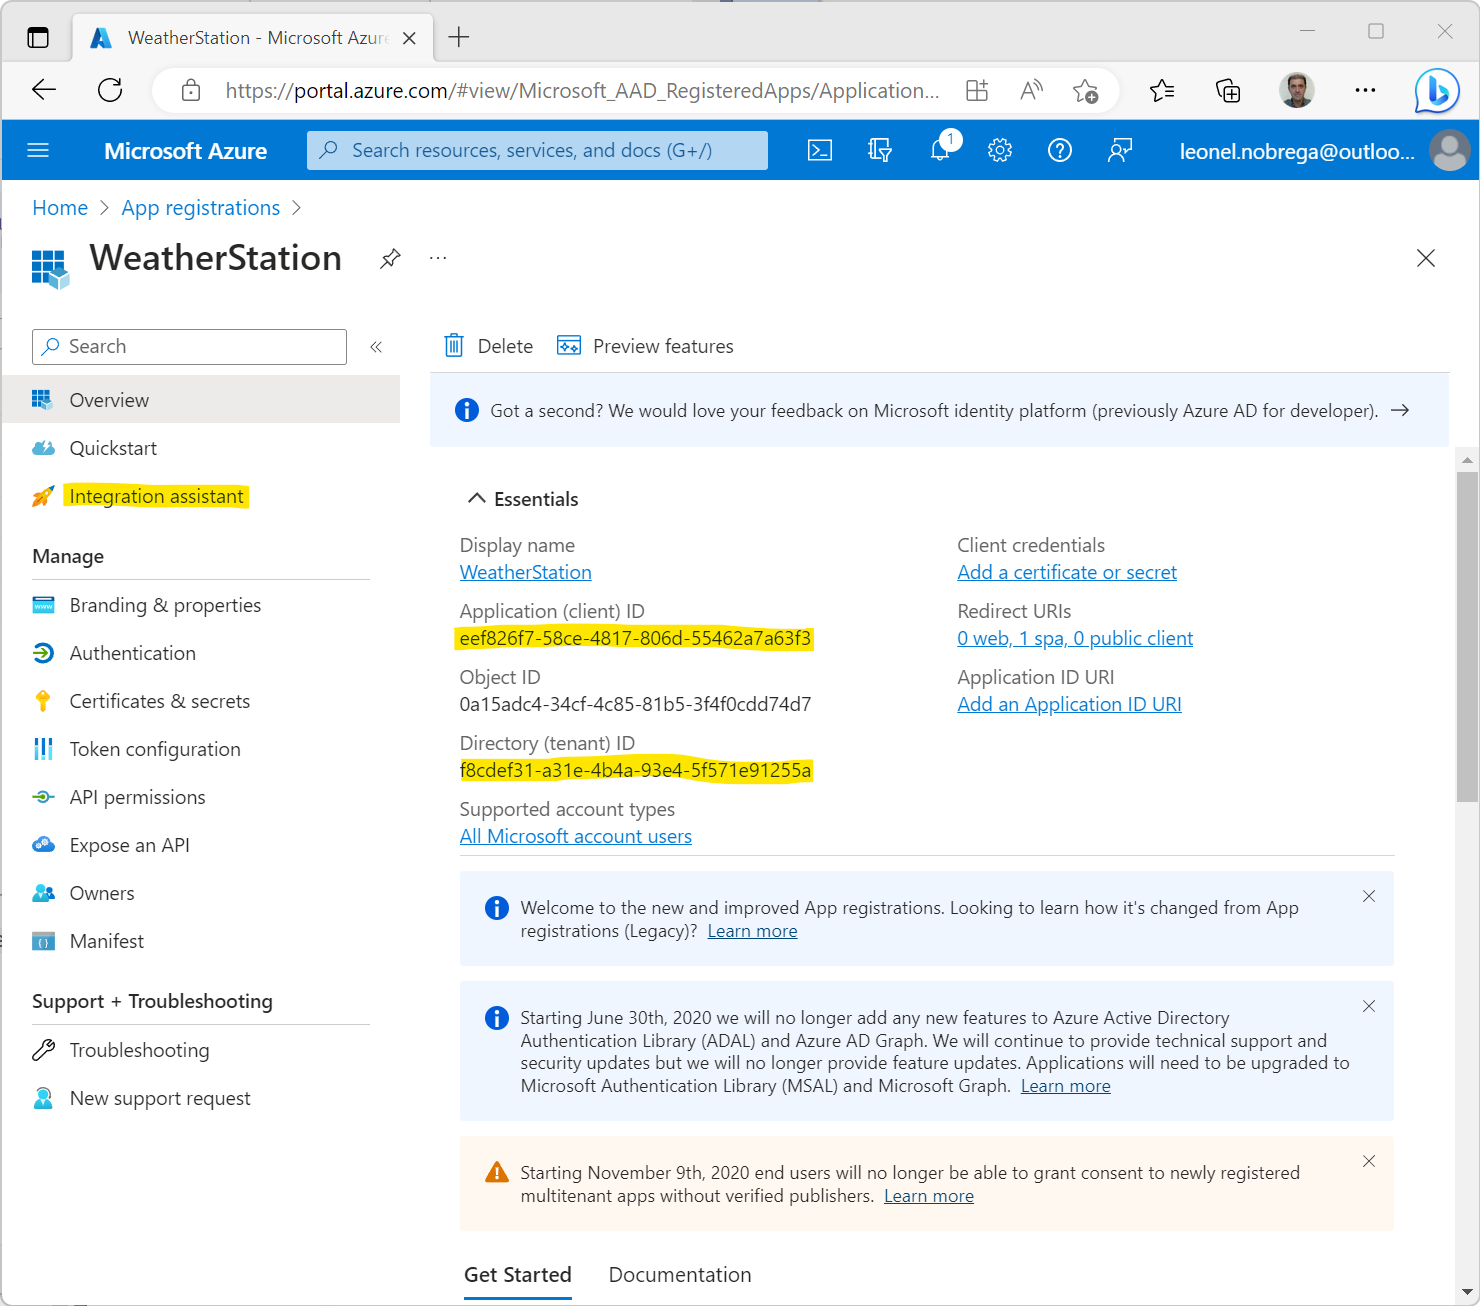 WeatherStation - Microsoft Azure
https://portal.azure.com/#view/Microsoft_AAD_RegisteredApps/Application...
Microsoft Azure
Search resources, services, and docs (G+/)
1
leonel.nobrega@outloo...
Home > App registrations >
WeatherStation
...
Search
«
Delete
Preview features
Overview
Got a second? We would love your feedback on Microsoft identity platform (previously Azure AD for developer). →
Quickstart
Integration assistant
Manage
Branding & properties
Authentication
Certificates & secrets
Token configuration
API permissions
Expose an API
Owners
Manifest
Support + Troubleshooting
Troubleshooting
New support request
Essentials
Display name
WeatherStation
Application (client) ID
eef826f7-58ce-4817-806d-55462a7a63f3
Object ID
0a15adc4-34cf-4c85-81b5-3f4f0cdd74d7
Directory (tenant) ID
f8cdef31-a31e-4b4a-93e4-5f571e91255a
Supported account types
All Microsoft account users
Client credentials
Add a certificate or secret
Redirect URIs
0 web, 1 spa, 0 public client
Application ID URI
Add an Application ID URI
Welcome to the new and improved App registrations. Looking to learn how it's changed from App
registrations (Legacy)? Learn more
Starting June 30th, 2020 we will no longer add any new features to Azure Active Directory
Authentication Library (ADAL) and Azure AD Graph. We will continue to provide technical support and
security updates but we will no longer provide feature updates. Applications will need to be upgraded to
Microsoft Authentication Library (MSAL) and Microsoft Graph. Learn more
Starting November 9th, 2020 end users will no longer be able to grant consent to newly registered
multitenant apps without verified publishers. Learn more
Get Started
Documentation